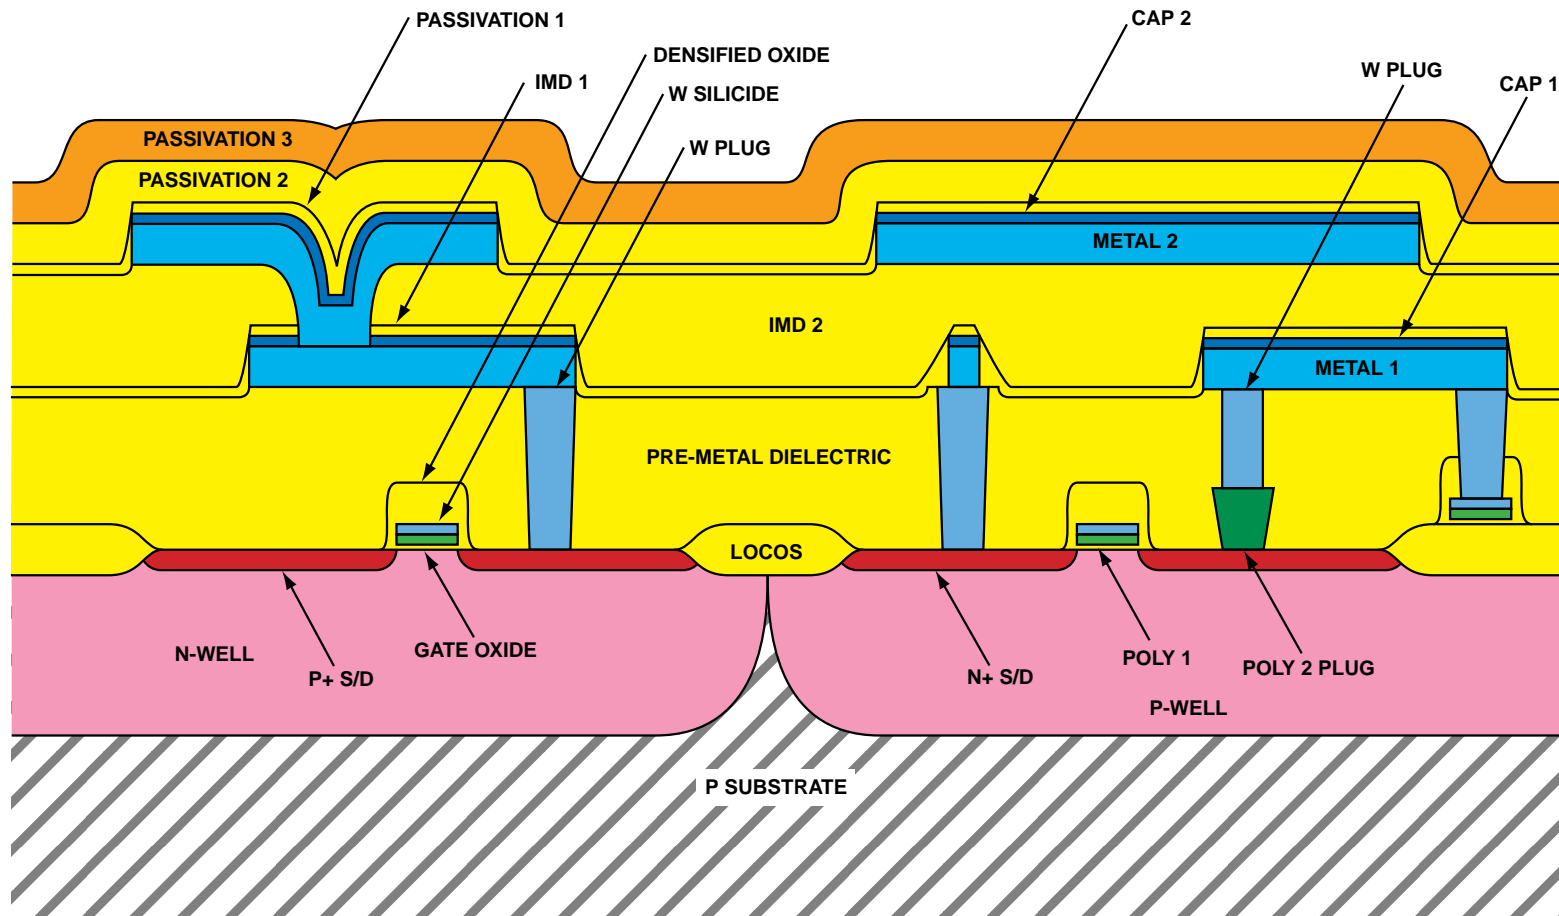 PASSIVATION 1
CAP 2
DENSIFIED OXIDE
W PLUG
IMD 1
CAP 1
W SILICIDE
PASSIVATION 3
W PLUG
PASSIVATION 2
METAL 2
IMD 2
METAL 1
PRE-METAL DIELECTRIC
LOCOS
N-WELL
GATE OXIDE
POLY 1
POLY 2 PLUG
P+ S/D
N+ S/D
P-WELL
P SUBSTRATE